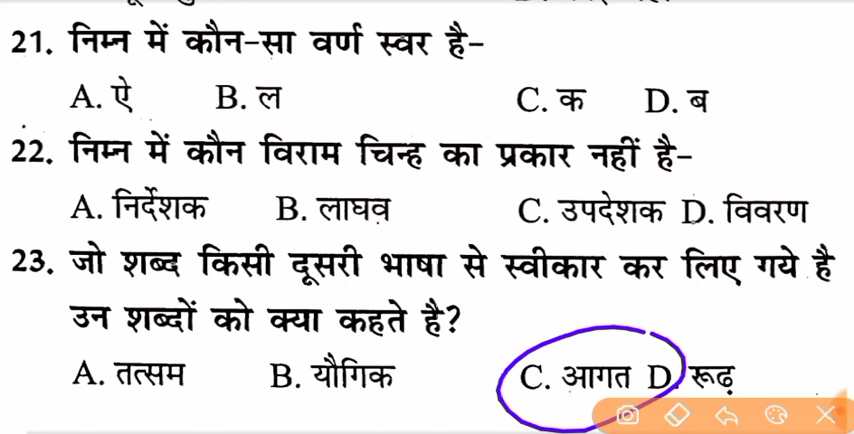 21. निम्न में कौन-सा वर्ण स्वर है-
A. ऐ B. ल C. क D. ब
22. निम्न में कौन विराम चिन्ह का प्रकार नहीं है-
A. निर्देशक B. लाघव C. उपदेशक D. विवरण
23. जो शब्द किसी दूसरी भाषा से स्वीकार कर लिए गये है
उन शब्दों को क्या कहते है?
A. तत्सम B. यौगिक C. आगत D. रूढ़